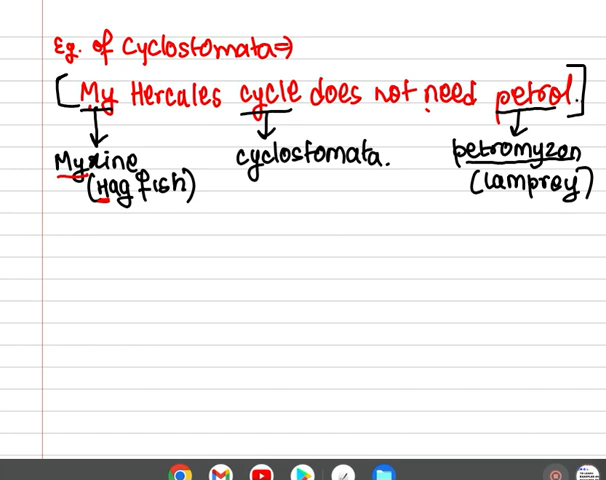 Eg. of Cyclostomata⇒
[My Hercules cycle does not need petrol.]
Myxine cyclostomata. petromyzon
(Hag fish) (lamprey)